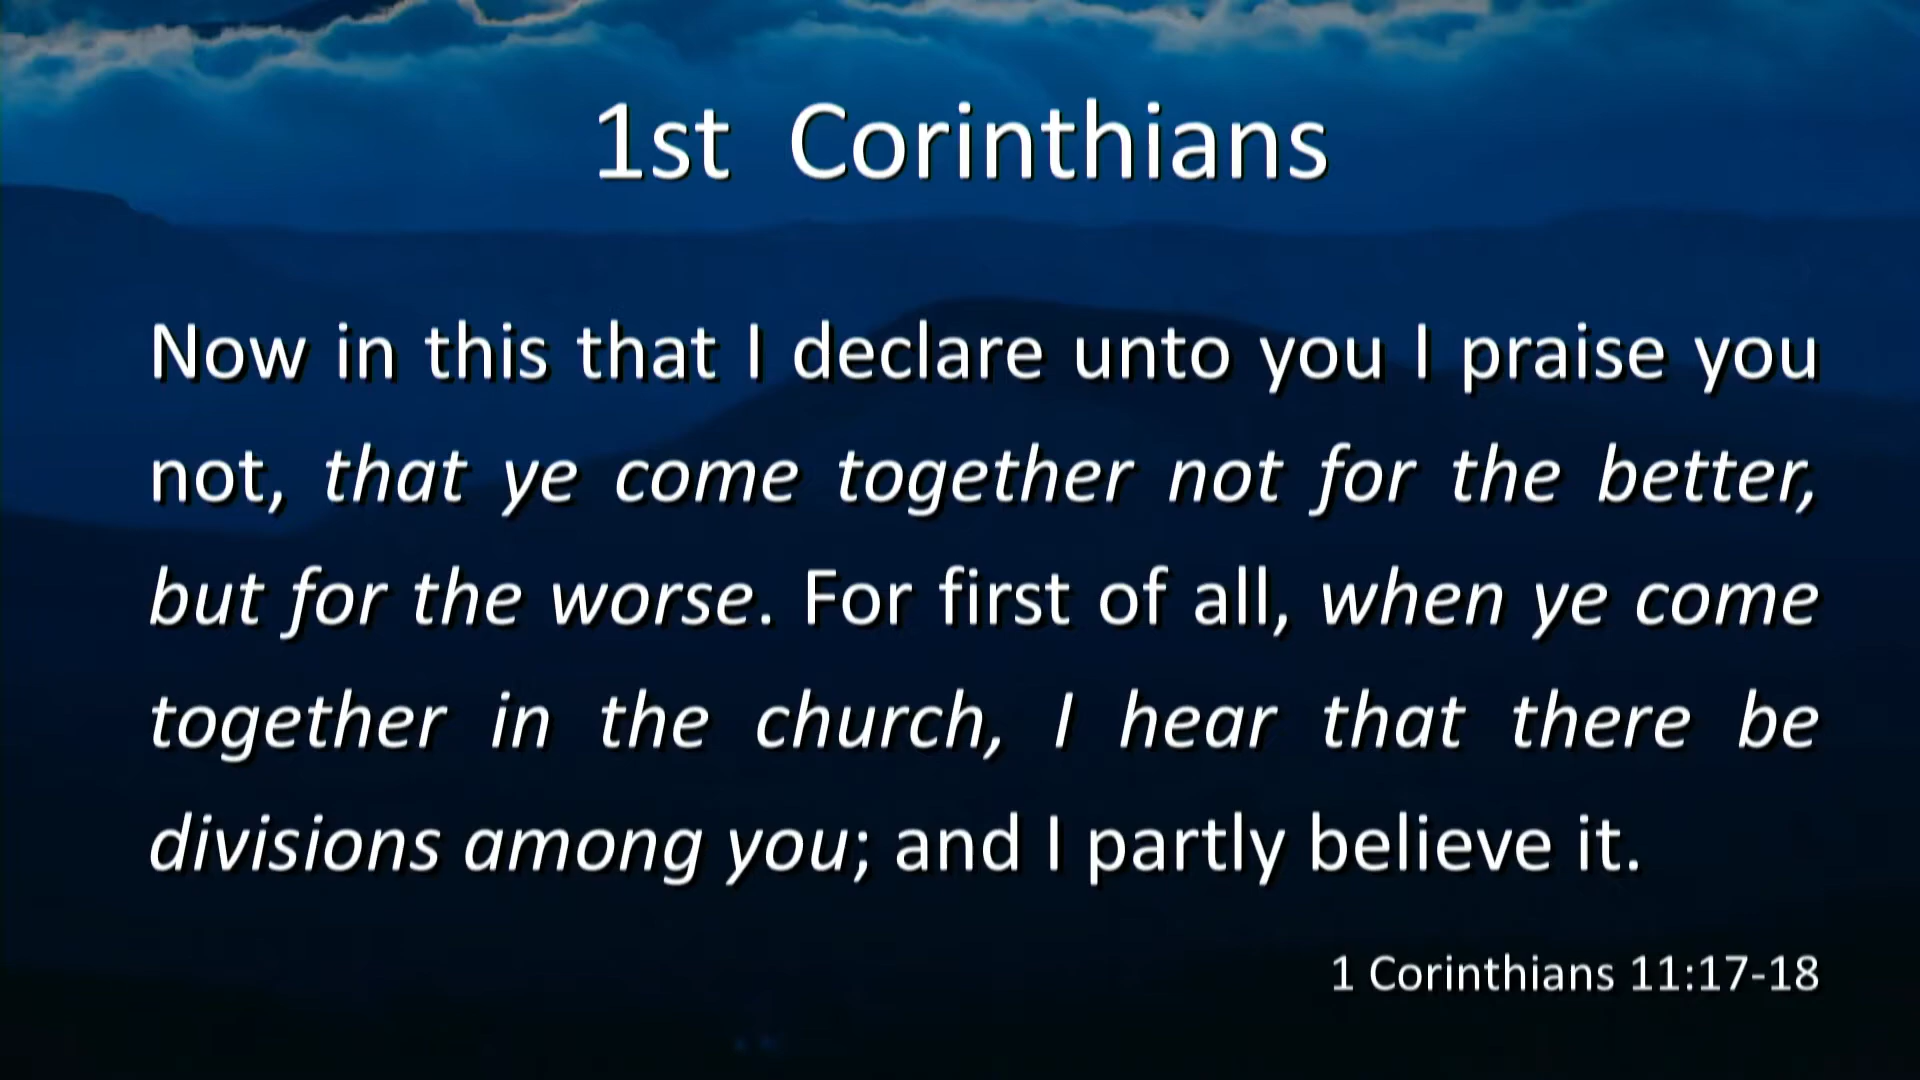 1st Corinthians
Now in this that I declare unto you I praise you
not, that ye come together not for the better,
but for the worse. For first of all, when ye come
together in the church, I hear that there be
divisions among you; and I partly believe it.
1 Corinthians 11:17-18